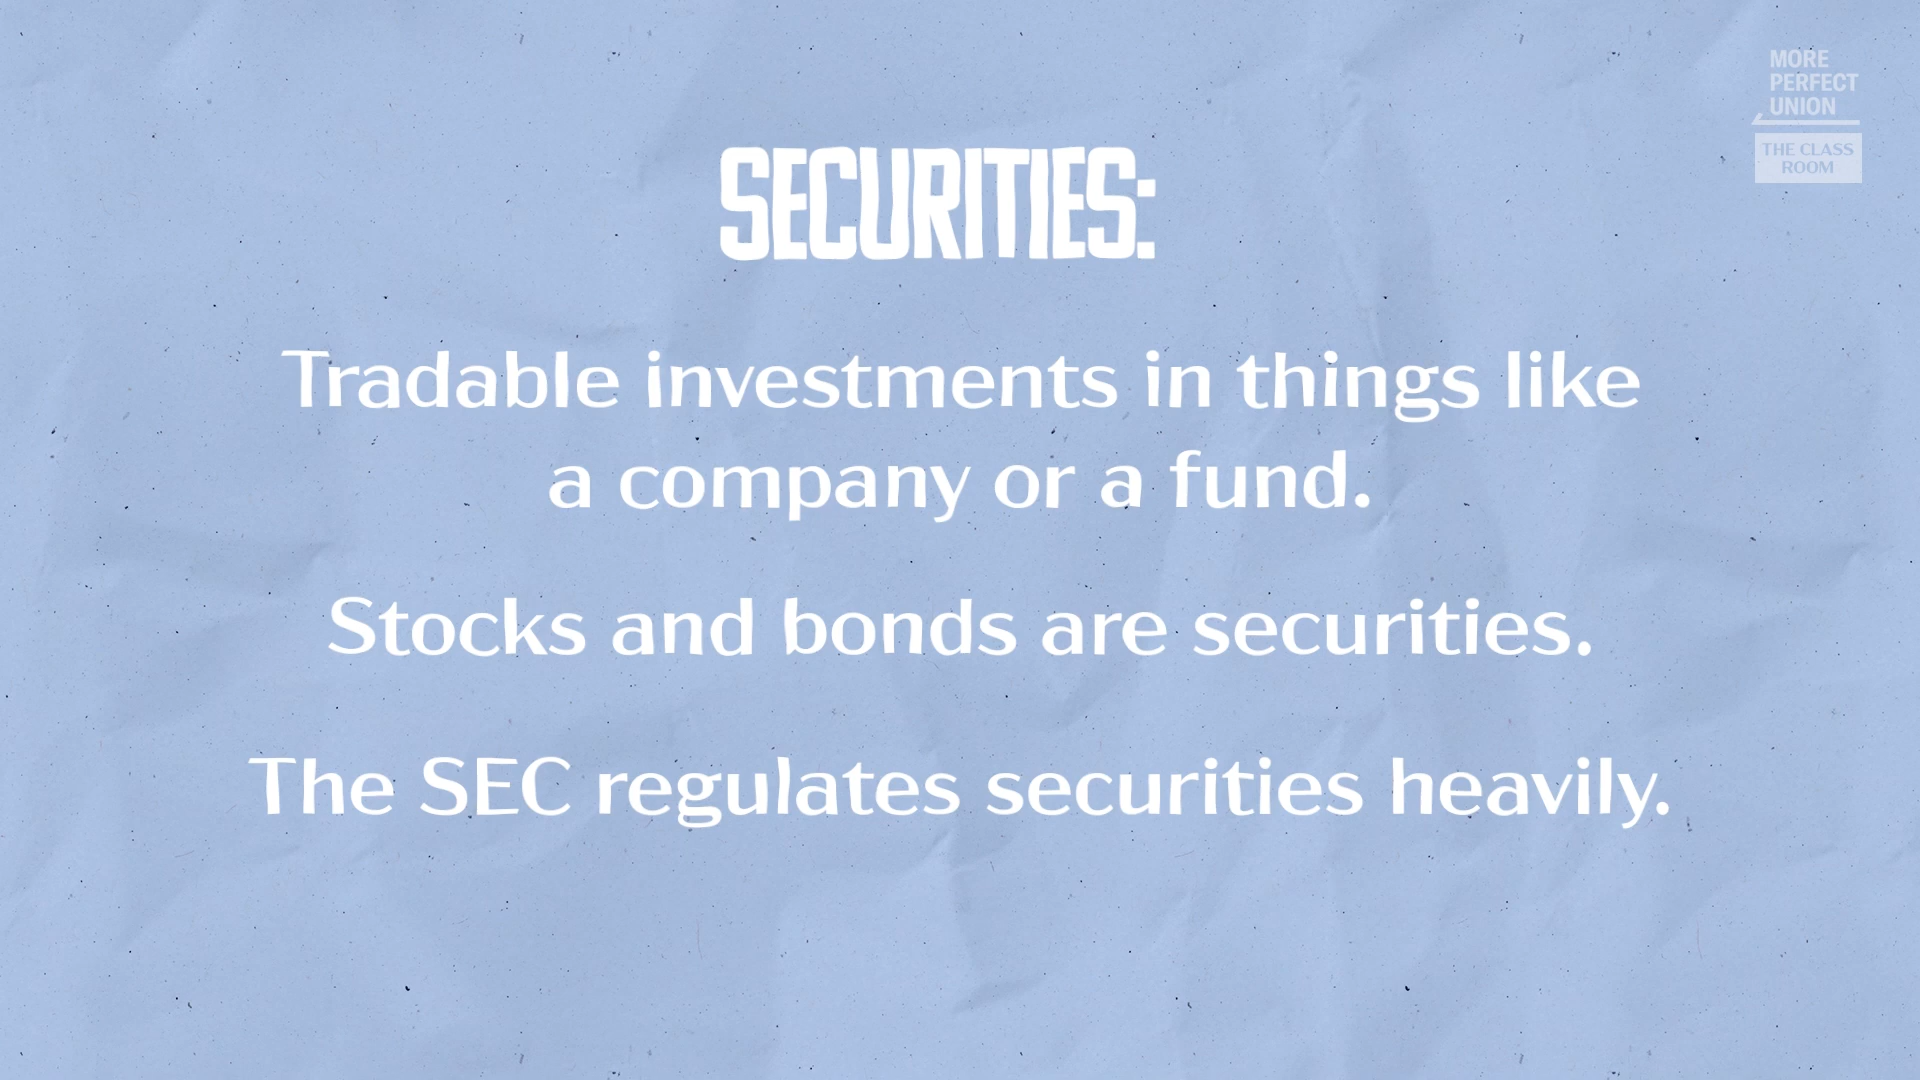 MORE
PERFECT
UNION
THE CLASS
ROOM
SECURITIES:
Tradable investments in things like
a company or a fund.
Stocks and bonds are securities.
The SEC regulates securities heavily.